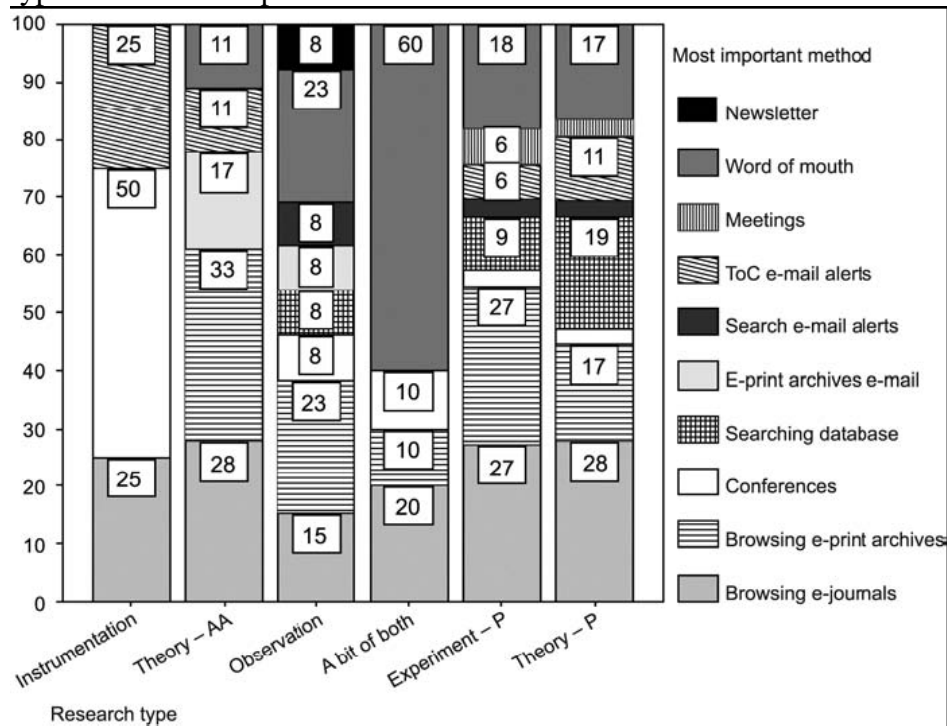 100
90
80
70
60
50
40
30
20
10
0
25
50
25
11
11
17
33
28
8
23
8
8
8
8
23
15
60
10
10
20
18
6
6
9
27
27
17
11
19
17
28
Most important method
Newsletter
Word of mouth
Meetings
ToC e-mail alerts
Search e-mail alerts
E-print archives e-mail
Searching database
Conferences
Browsing e-print archives
Browsing e-journals
Instrumentation
Theory – AA
Observation
A bit of both
Experiment – P
Theory – P
Research type